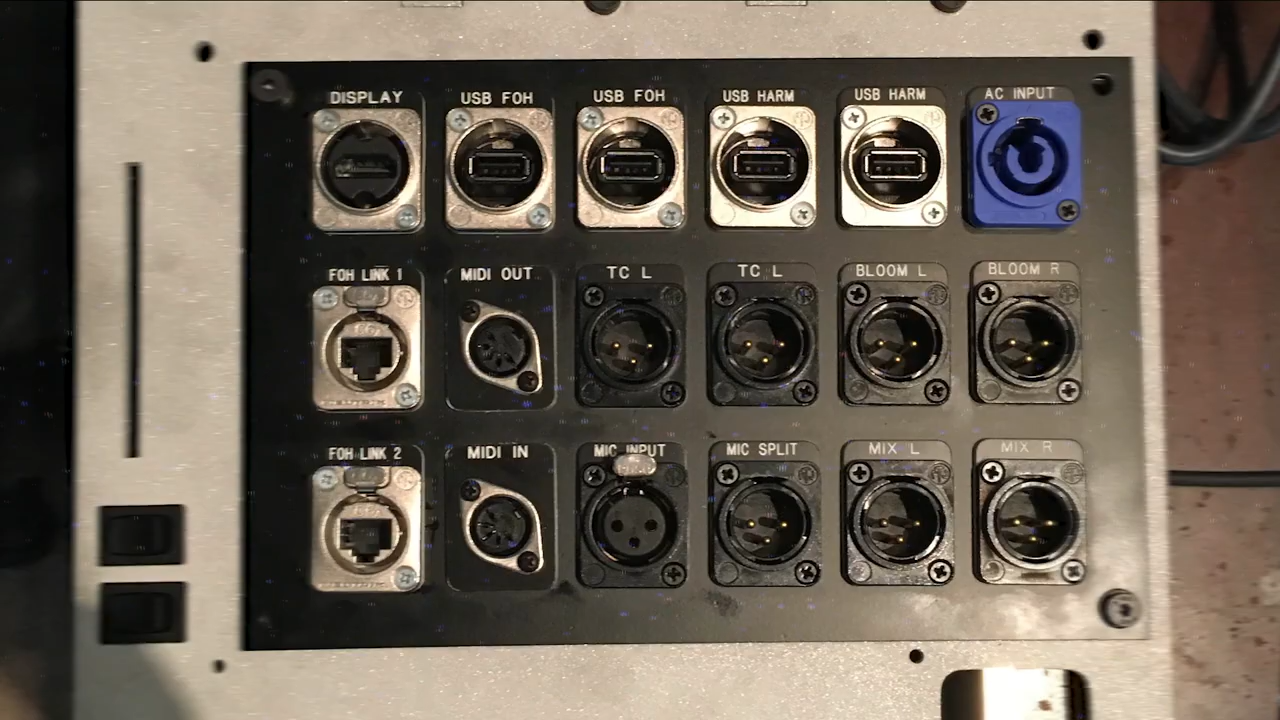 DISPLAY USB FOH USB FOH USB HARM USB HARM AC INPUT
FOH LINK 1 MIDI OUT TC L TC L BLOOM L BLOOM R
FOH LINK 2 MIDI IN MIC INPUT MIC SPLIT MIX L MIX R